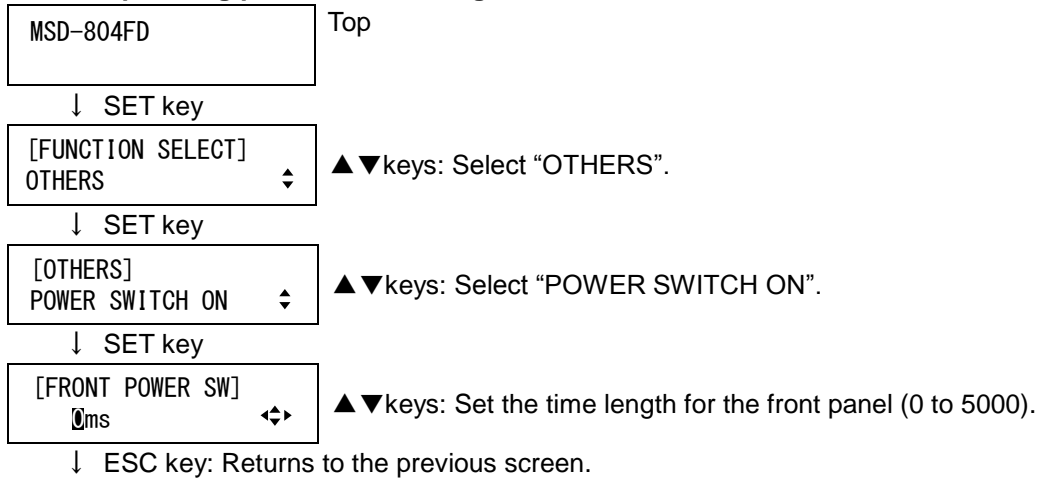 MSD-804FD Top
↓ SET key
[FUNCTION SELECT]
OTHERS ▲▼keys: Select “OTHERS”.
↓ SET key
[OTHERS]
POWER SWITCH ON ▲▼keys: Select “POWER SWITCH ON”.
↓ SET key
[FRONT POWER SW]
0ms ▲▼keys: Set the time length for the front panel (0 to 5000).
↓ ESC key: Returns to the previous screen.